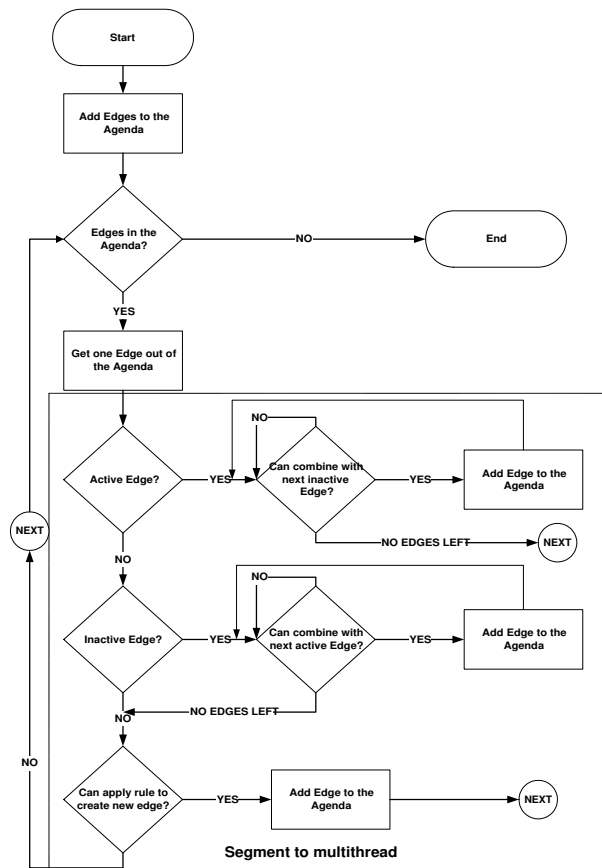 Start
Add Edges to the
Agenda
Edges in the
Agenda?
NO
End
YES
Get one Edge out of
the Agenda
NO
Active Edge?
YES
Can combine with
next inactive
Edge?
YES
Add Edge to the
Agenda
NEXT
NO EDGES LEFT
NEXT
NO
NO
Inactive Edge?
YES
Can combine with
next active Edge?
YES
Add Edge to the
Agenda
NO EDGES LEFT
NO
NO
Can apply rule to
create new edge?
YES
Add Edge to the
Agenda
NEXT
Segment to multithread